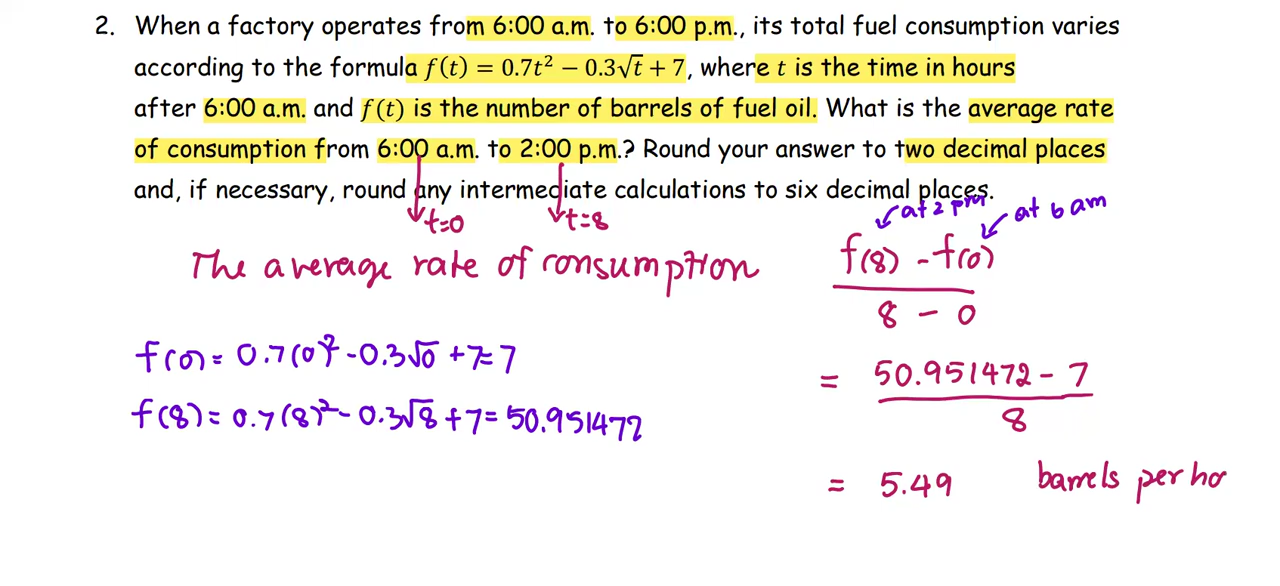 2. When a factory operates from 6:00 a.m. to 6:00 p.m., its total fuel consumption varies
according to the formula f(t) = 0.7t² − 0.3√t + 7, where t is the time in hours
after 6:00 a.m. and f(t) is the number of barrels of fuel oil. What is the average rate
of consumption from 6:00 a.m. to 2:00 p.m.? Round your answer to two decimal places
and, if necessary, round any intermediate calculations to six decimal places.
at 2 pm
at 6 am
t=0
t=8
The average rate of consumption
f(8) - f(0)
8 - 0
f(0) = 0.7(0)² - 0.3√0 + 7 = 7
= 50.951472 - 7
8
f(8) = 0.7(8)² - 0.3√8 + 7 = 50.951472
= 5.49 barrels per ho